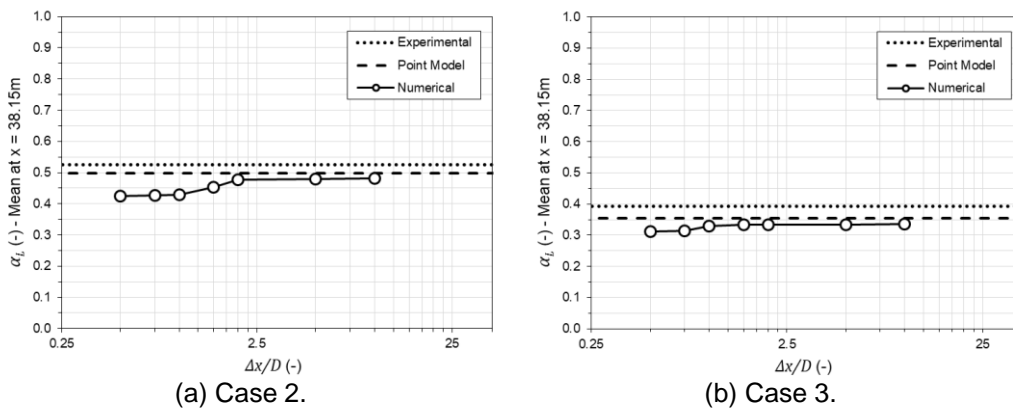 1.0
0.9
0.8
0.7
0.6
0.5
0.4
0.3
0.2
0.1
0.0
α_L (-) - Mean at x = 38.15m
Experimental
Point Model
Numerical
0.25
2.5
25
Δx/D (-)
(a) Case 2.
1.0
0.9
0.8
0.7
0.6
0.5
0.4
0.3
0.2
0.1
0.0
α_L (-) - Mean at x = 38.15m
Experimental
Point Model
Numerical
0.25
2.5
25
Δx/D (-)
(b) Case 3.